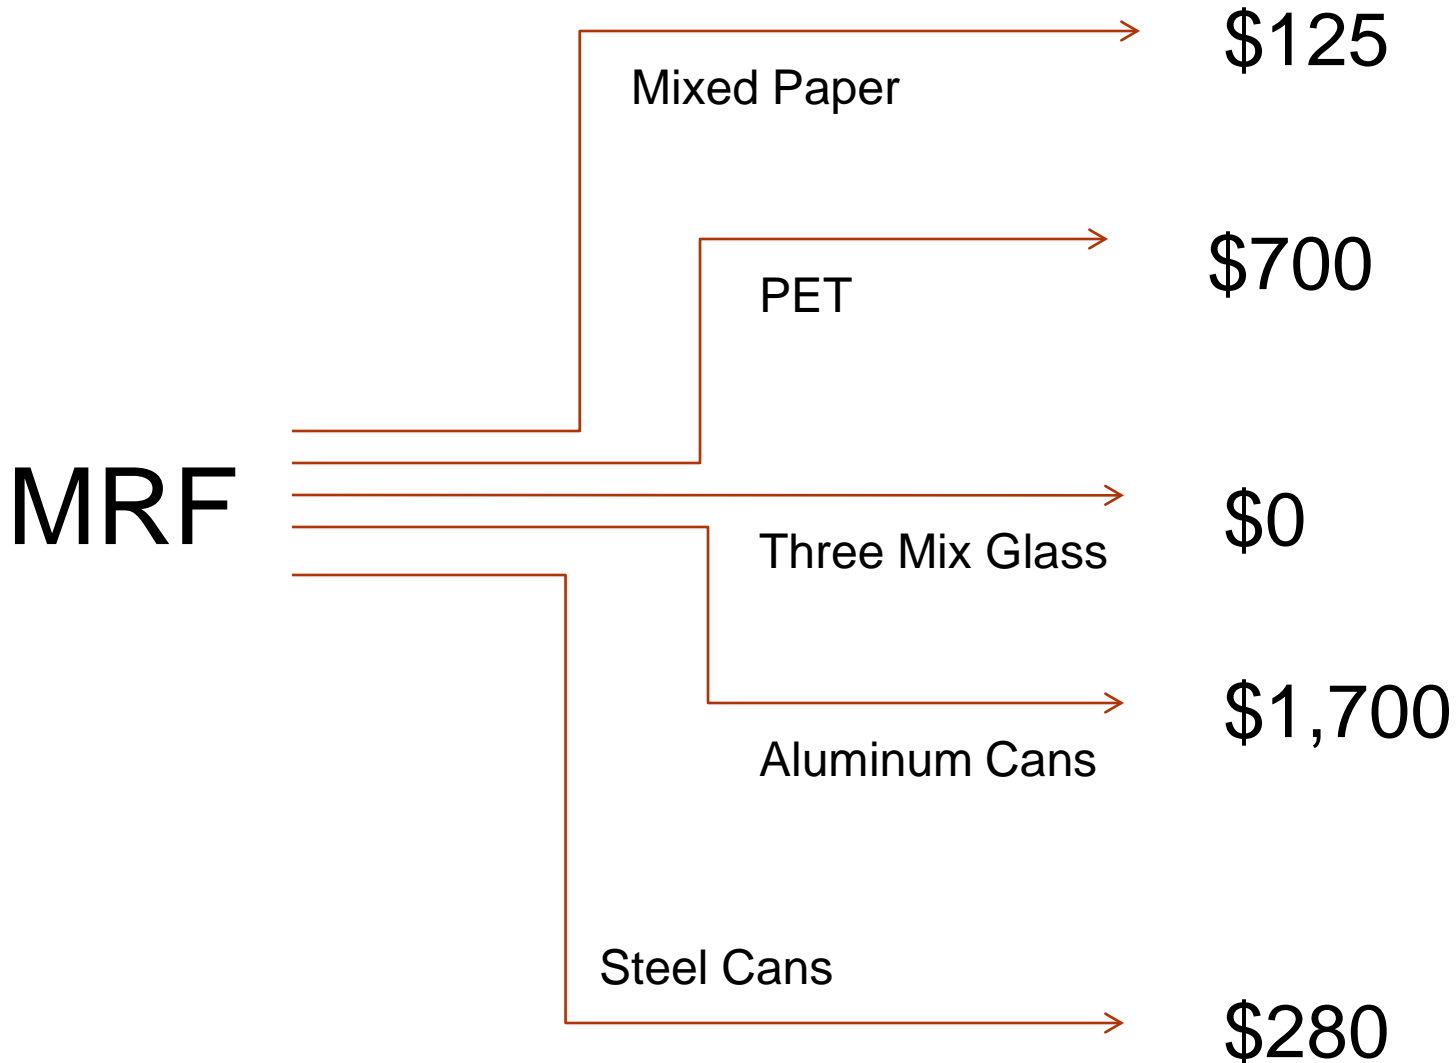 $125
Mixed Paper
$700
PET
MRF
$0
Three Mix Glass
$1,700
Aluminum Cans
Steel Cans
$280